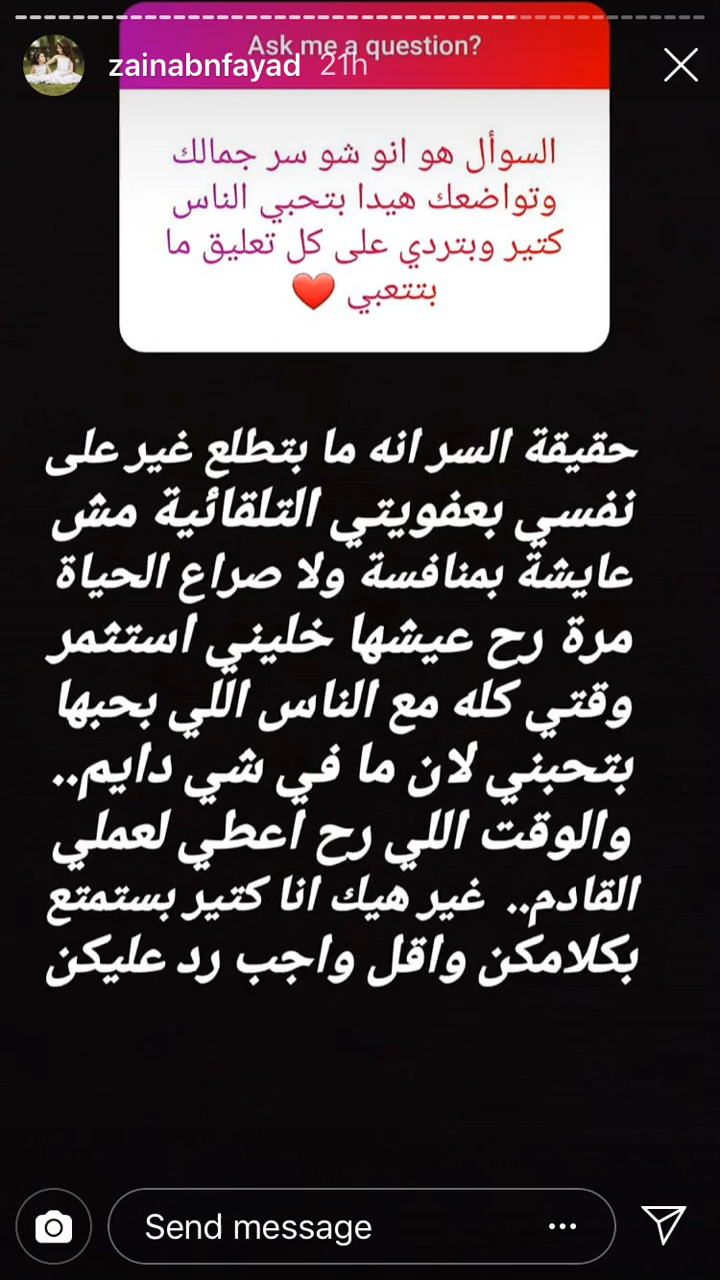 Ask me a question?
zainabnfayad 21h
السوأل هو انو شو سر جمالك
وتواضعك هيدا بتحبي الناس
كتير وبتردي على كل تعليق ما
بتتعبي ❤️
حقيقة السر انه ما بتطلع غير على
نفسي بعفويتي التلقائية مش
عايشة بمنافسة ولا صراع الحياة
مرة رح عيشها خليني استثمر
وقتي كله مع الناس اللي بحبها
بتحبني لان ما في شي دايم..
والوقت اللي رح اعطي لعملي
القادم.. غير هيك انا كتير بستمتع
بكلامكن واقل واجب رد عليكن
Send message